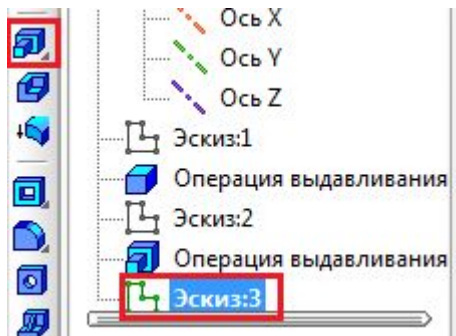 Ось X
Ось Y
Ось Z
Эскиз:1
Операция выдавливания
Эскиз:2
Операция выдавливания
Эскиз:3